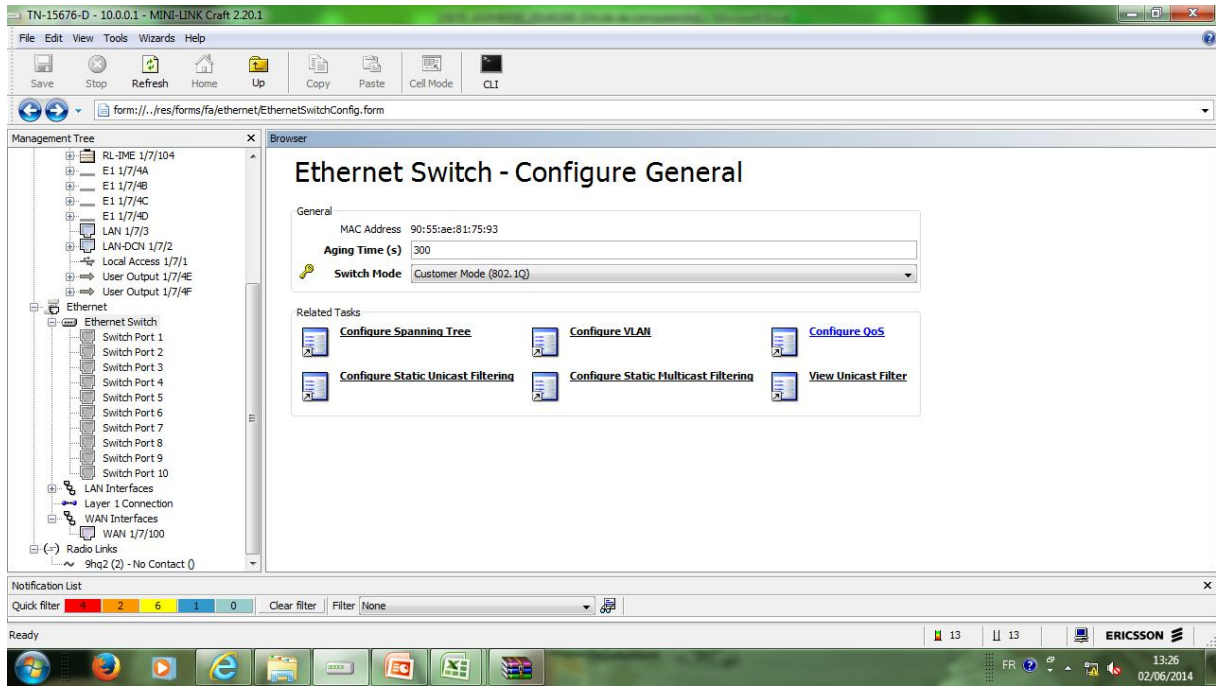 TN-15676-D - 10.0.0.1 - MINI-LINK Craft 2.20.1
File Edit View Tools Wizards Help
Save Stop Refresh Home Up Copy Paste Cell Mode CLI
form://../res/forms/fa/ethernet/EthernetSwitchConfig.form
Management Tree
RL-IME 1/7/104
E1 1/7/4A
E1 1/7/4B
E1 1/7/4C
E1 1/7/4D
LAN 1/7/3
LAN-DCN 1/7/2
Local Access 1/7/1
User Output 1/7/4E
User Output 1/7/4F
Ethernet
Ethernet Switch
Switch Port 1
Switch Port 2
Switch Port 3
Switch Port 4
Switch Port 5
Switch Port 6
Switch Port 7
Switch Port 8
Switch Port 9
Switch Port 10
LAN Interfaces
Layer 1 Connection
WAN Interfaces
WAN 1/7/100
Radio Links
9hq2 (2) - No Contact ()
Browser
Ethernet Switch - Configure General
General
MAC Address 90:55:ae:81:75:93
Aging Time (s) 300
Switch Mode Customer Mode (802.1Q)
Related Tasks
Configure Spanning Tree Configure VLAN Configure QoS
Configure Static Unicast Filtering Configure Static Multicast Filtering View Unicast Filter
Notification List
Quick filter 4 2 6 1 0 Clear filter Filter None
Ready 13 13 ERICSSON
FR 13:26
02/06/2014